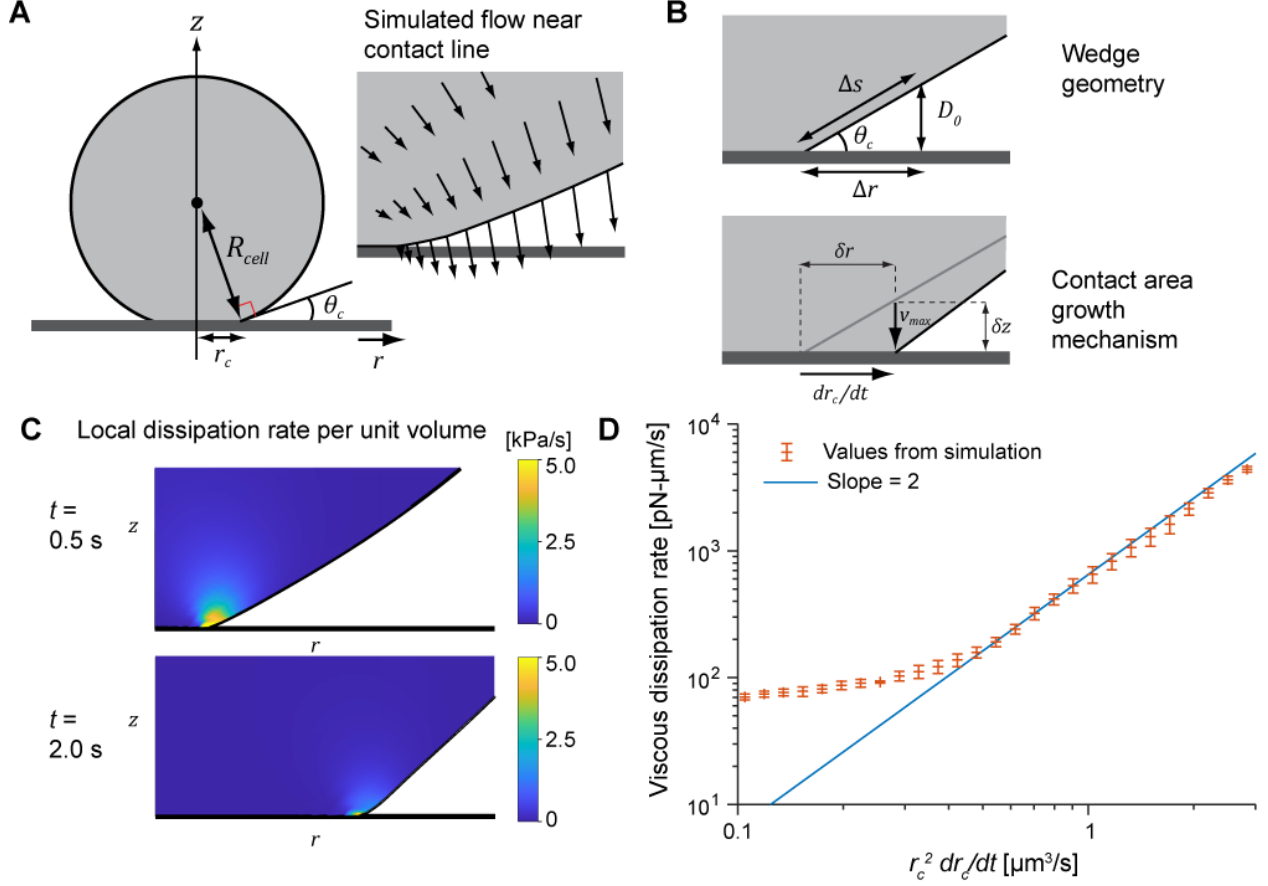 A
z
Simulated flow near
contact line
R_cell
θ_c
r_c
r
B
Δs
D_0
θ_c
Δr
Wedge
geometry
δr
v_max
δz
dr_c/dt
Contact area
growth
mechanism
C
Local dissipation rate per unit volume
[kPa/s]
t =
0.5 s
z
5.0
2.5
0
r
t =
2.0 s
z
5.0
2.5
0
r
D
Viscous dissipation rate [pN-μm/s]
10^4
10^3
10^2
10^1
Values from simulation
Slope = 2
0.1
1
r_c^2 dr_c/dt [μm^3/s]